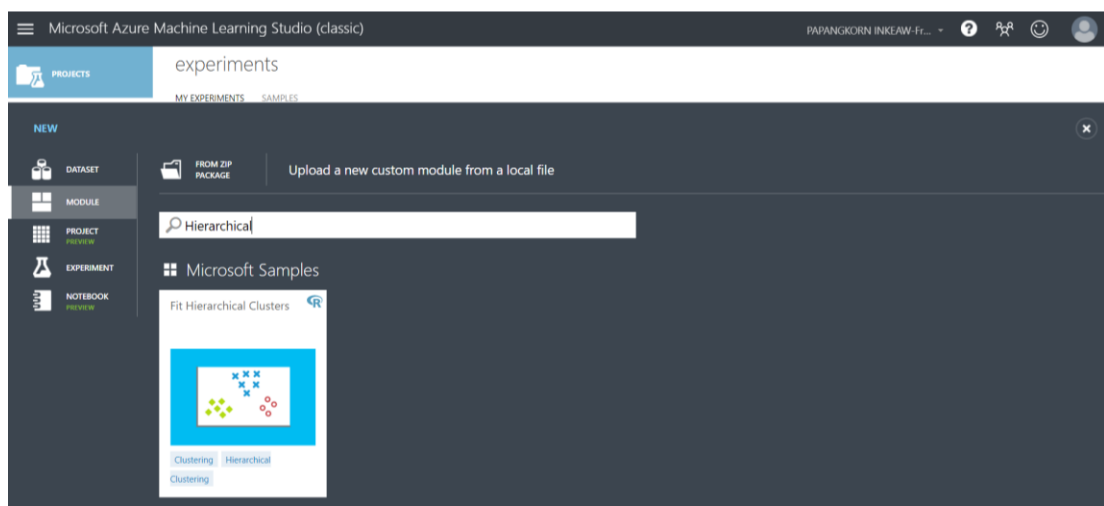 Microsoft Azure Machine Learning Studio (classic)
PAPANGKORN INKEAW-Fr...
?
PROJECTS
experiments
MY EXPERIMENTS SAMPLES
NEW
DATASET
FROM ZIP
PACKAGE
Upload a new custom module from a local file
MODULE
Hierarchical
PROJECT
PREVIEW
EXPERIMENT
Microsoft Samples
NOTEBOOK
PREVIEW
Fit Hierarchical Clusters
R
Clustering Hierarchical
Clustering